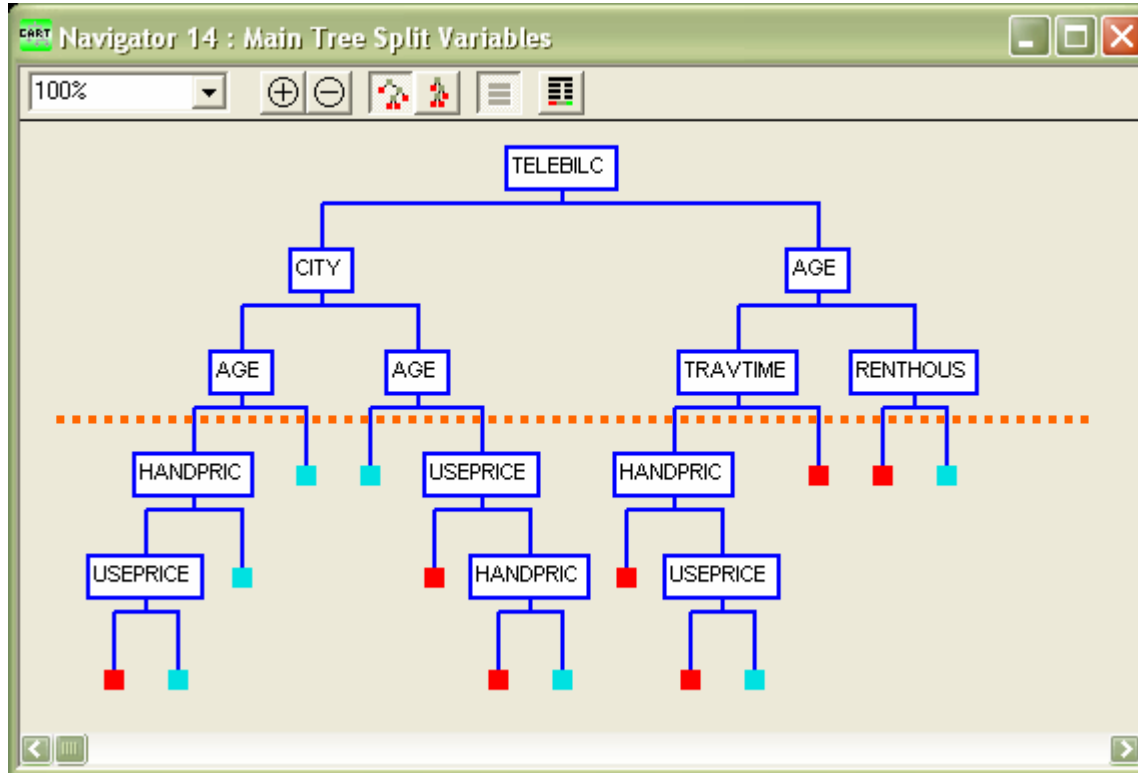 CART Navigator 14 : Main Tree Split Variables
100%
TELEBILC
CITY AGE
AGE AGE TRAVTIME RENTHOUS
HANDPRIC USEPRICE HANDPRIC
USEPRICE HANDPRIC USEPRICE